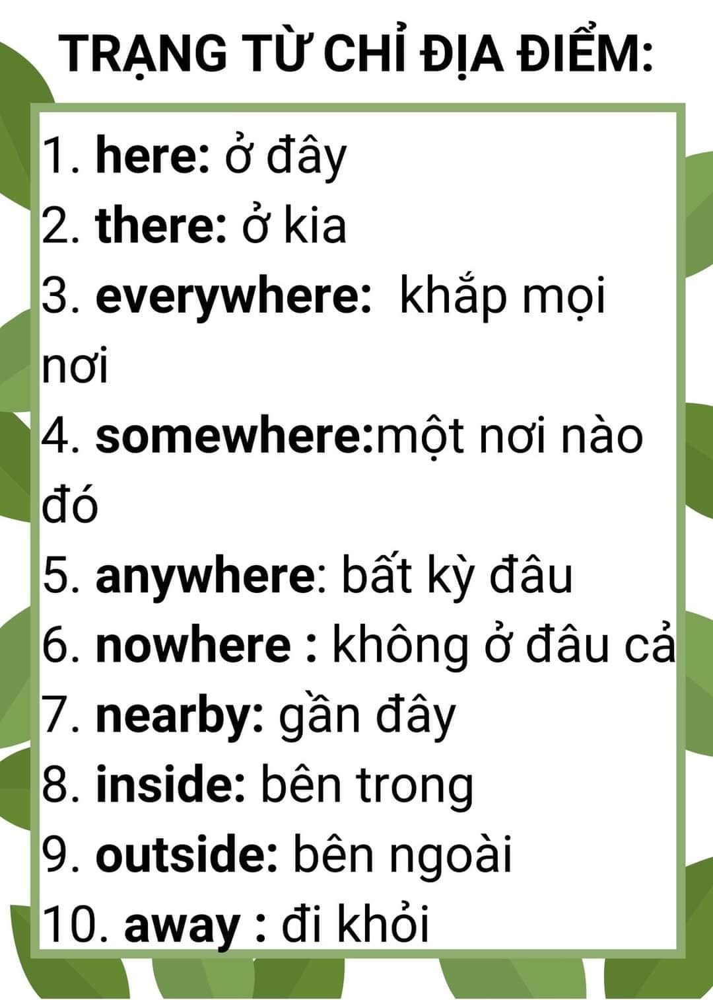 TRẠNG TỪ CHỈ ĐỊA ĐIỂM:
1. here: ở đây
2. there: ở kia
3. everywhere:  khắp mọi
nơi
4. somewhere:một nơi nào
đó
5. anywhere: bất kỳ đâu
6. nowhere : không ở đâu cả
7. nearby: gần đây
8. inside: bên trong
9. outside: bên ngoài
10. away : đi khỏi